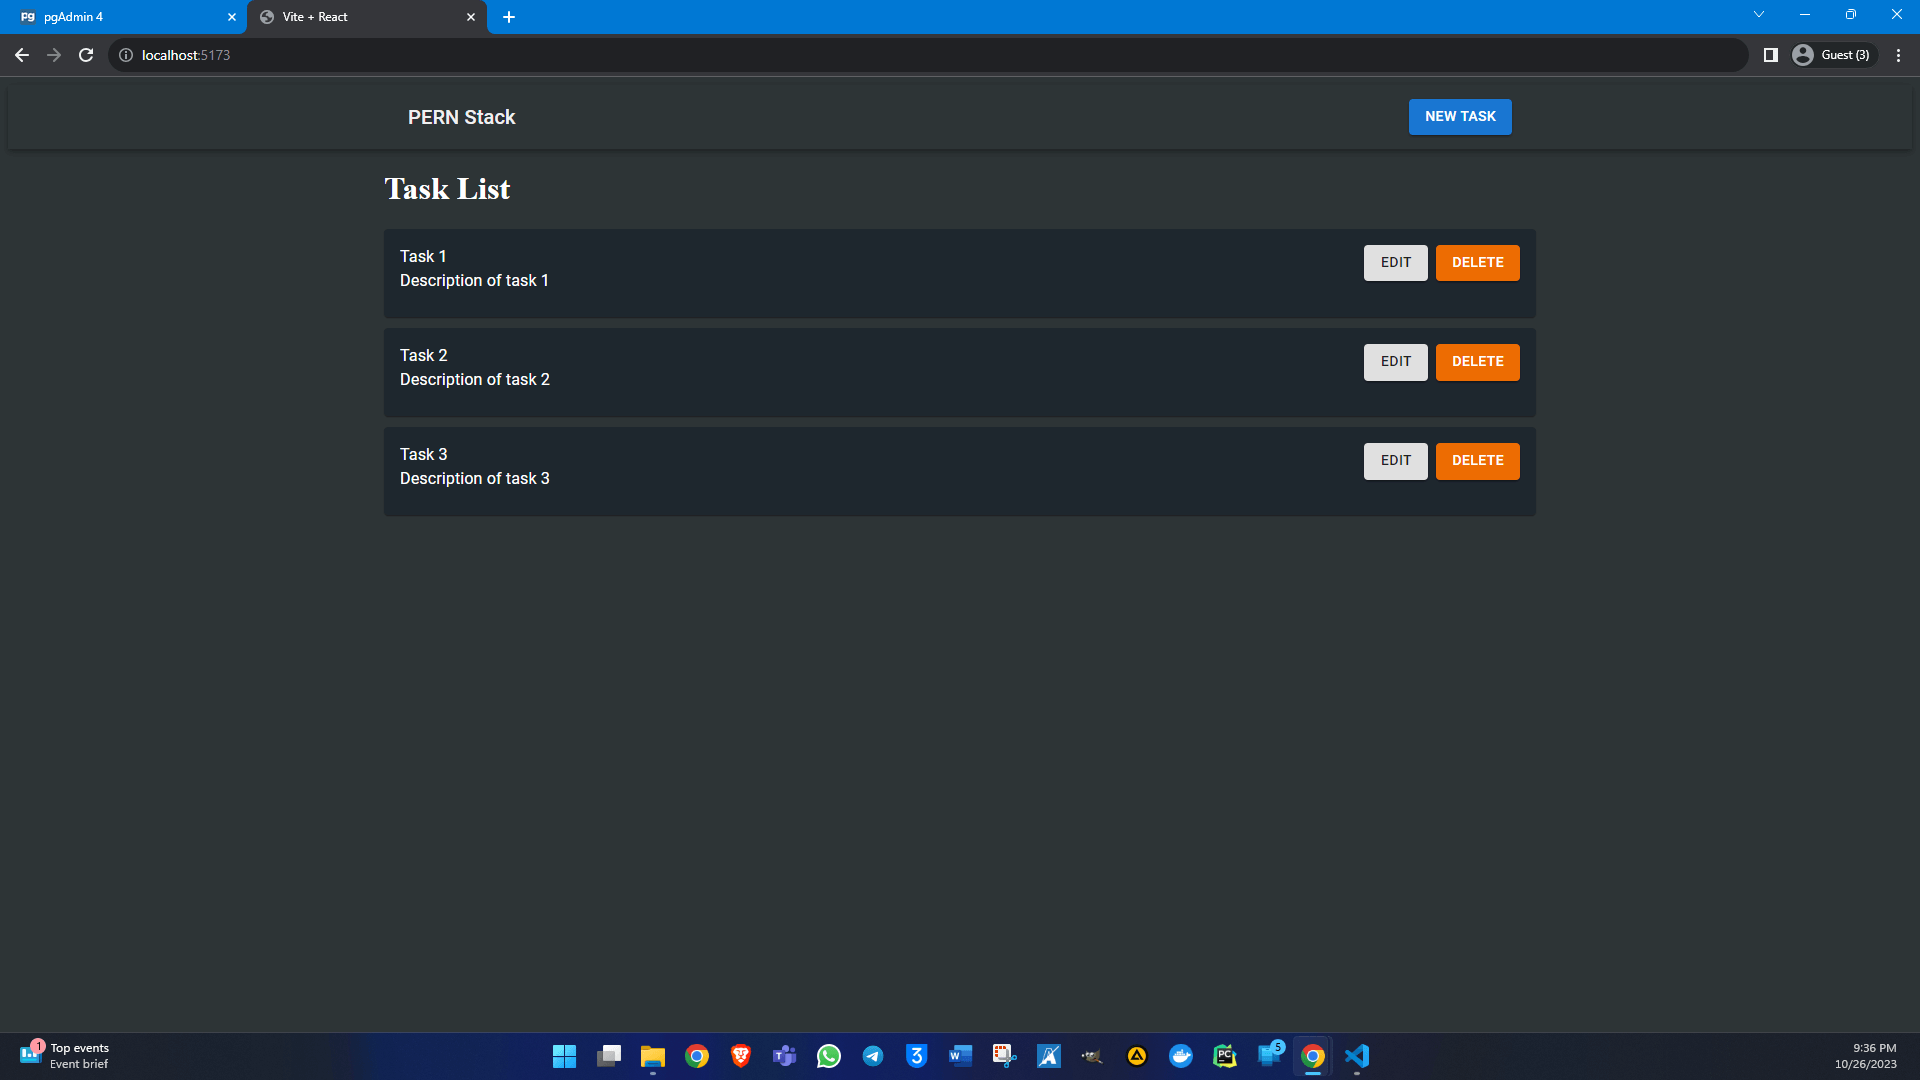 pgAdmin 4
Vite + React
localhost:5173
Guest (3)
PERN Stack
NEW TASK
Task List
Task 1
Description of task 1
EDIT
DELETE
Task 2
Description of task 2
EDIT
DELETE
Task 3
Description of task 3
EDIT
DELETE
1
Top events
Event brief
5
9:36 PM
10/26/2023